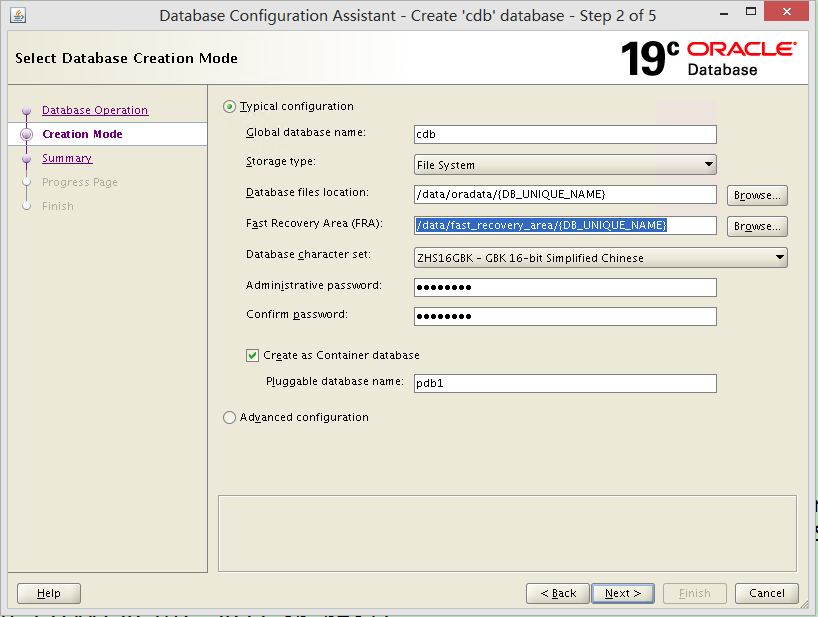 Database Configuration Assistant - Create 'cdb' database - Step 2 of 5
Select Database Creation Mode
19c ORACLE
Database
Database Operation
Creation Mode
Summary
Progress Page
Finish
Typical configuration
Global database name: cdb
Storage type: File System
Database files location: /data/oradata/{DB_UNIQUE_NAME} Browse...
Fast Recovery Area (FRA): /data/fast_recovery_area/{DB_UNIQUE_NAME} Browse...
Database character set: ZHS16GBK - GBK 16-bit Simplified Chinese
Administrative password: ••••••••
Confirm password: ••••••••
Create as Container database
Pluggable database name: pdb1
Advanced configuration
Help < Back Next > Finish Cancel